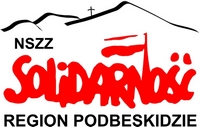 NSZZ
SOLIDARNOŚĆ
REGION PODBESKIDZIE